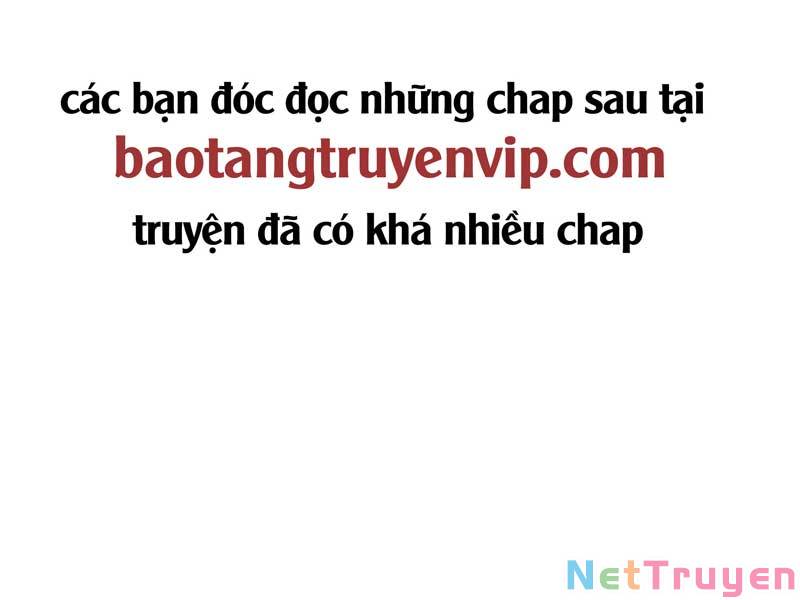 các bạn đóc đọc những chap sau tại
baotangtruyenvip.com
truyện đã có khá nhiều chap
NetTruyen